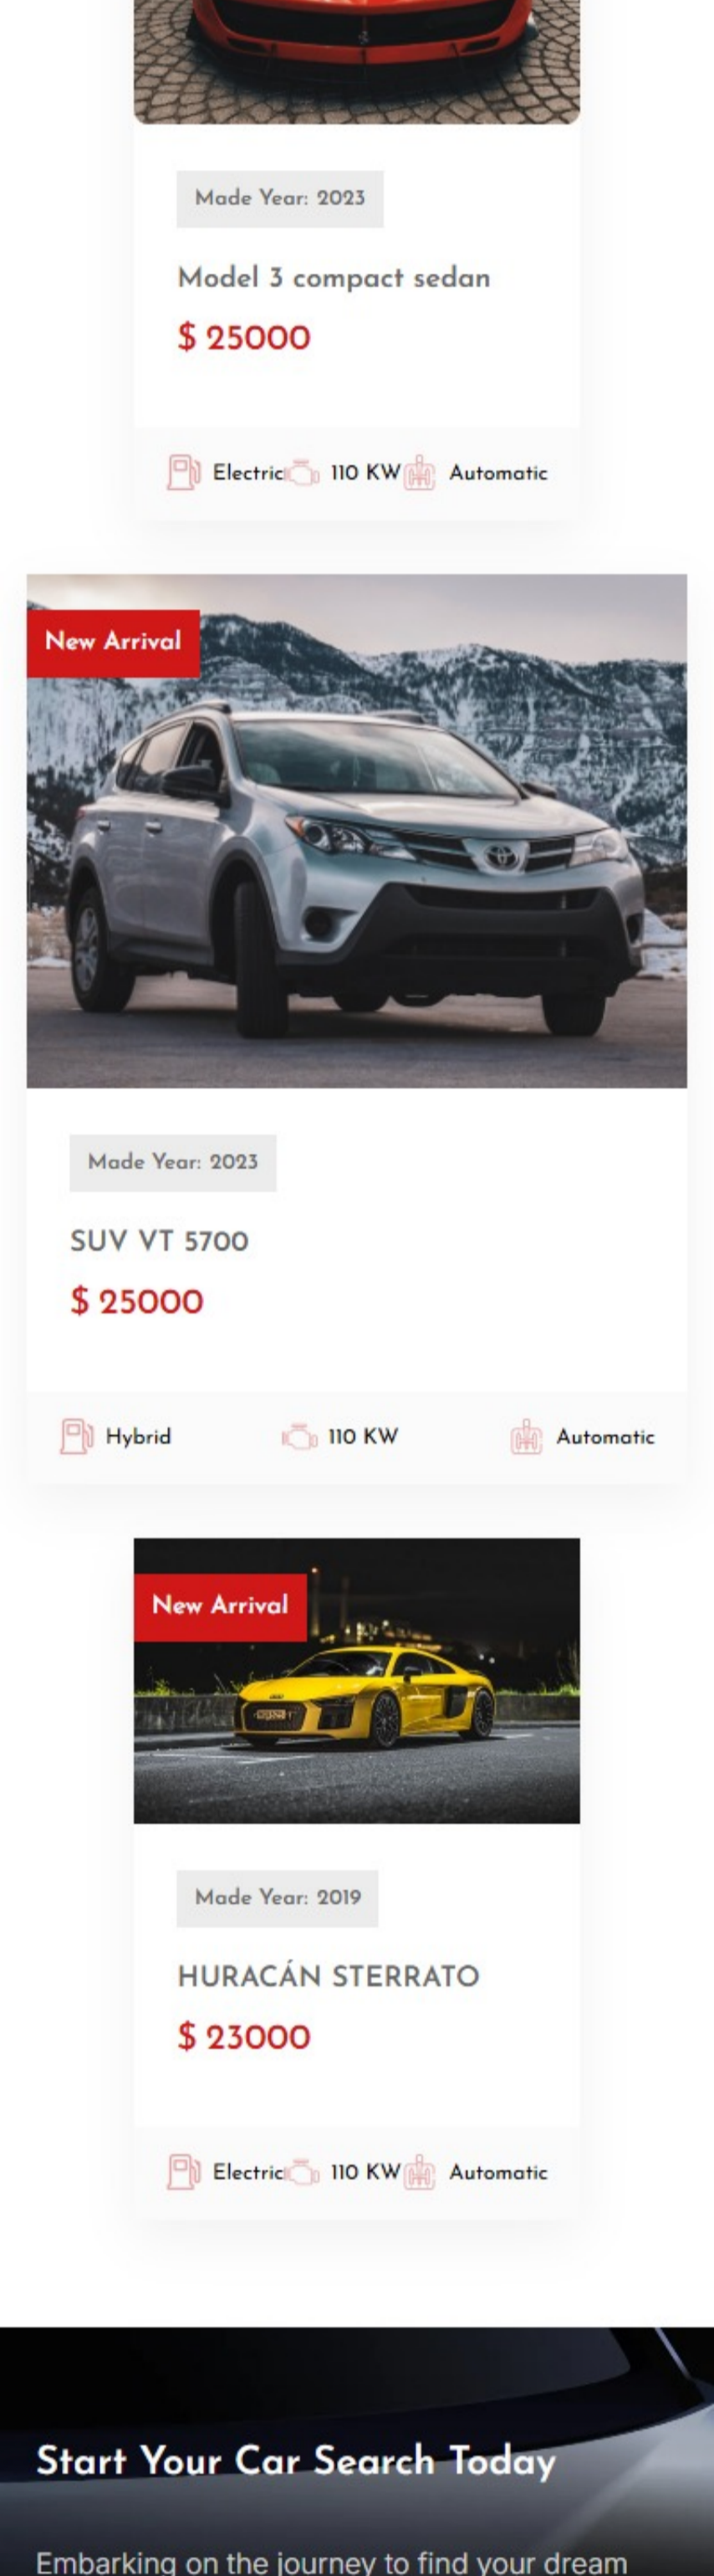 Made Year: 2023
Model 3 compact sedan
$ 25000
Electric 110 KW Automatic
New Arrival
Made Year: 2023
SUV VT 5700
$ 25000
Hybrid 110 KW Automatic
New Arrival
Made Year: 2019
HURACÁN STERRATO
$ 23000
Electric 110 KW Automatic
Start Your Car Search Today
Embarking on the journey to find your dream